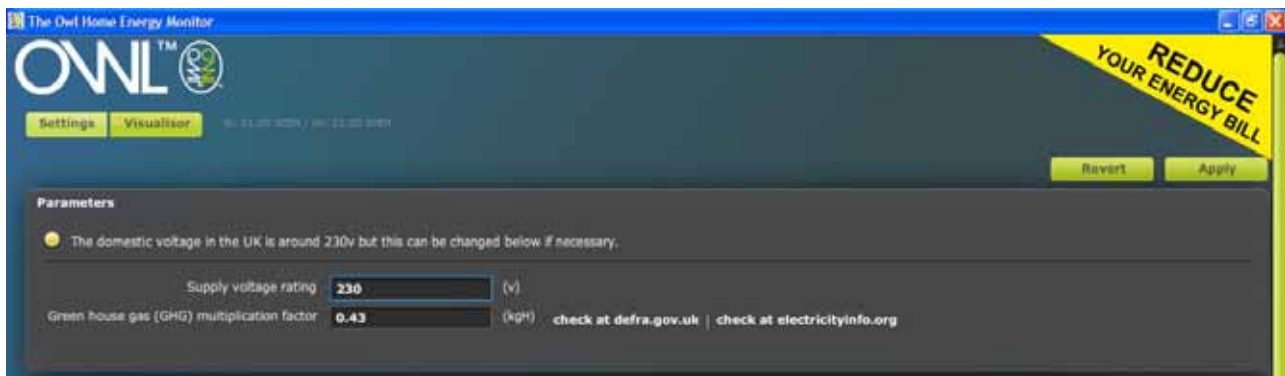 The Owl Home Energy Monitor
OWL™
REDUCE
YOUR ENERGY BILL
Settings Visualisor
Revert Apply
Parameters
The domestic voltage in the UK is around 230v but this can be changed below if necessary.
Supply voltage rating 230 (v)
Green house gas (GHG) multiplication factor 0.43 (kgH) check at defra.gov.uk | check at electricityinfo.org